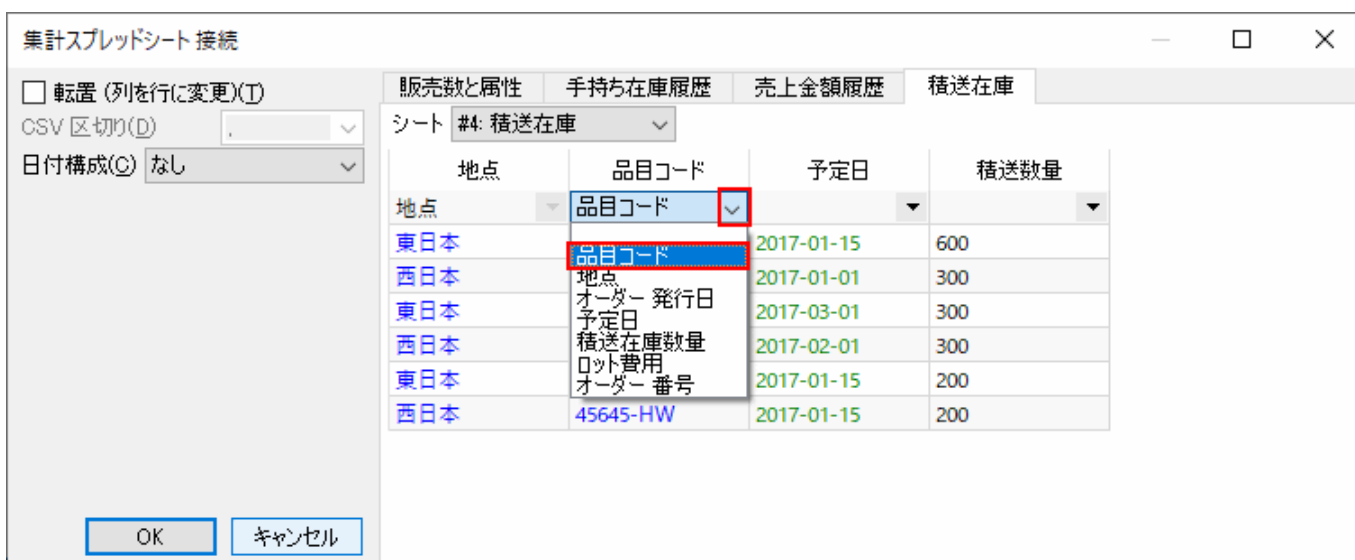 集計スプレッドシート 接続
転置 (列を行に変更)(T)
CSV 区切り(D) ,
日付構成(C) なし
販売数と属性 手持ち在庫履歴 売上金額履歴 積送在庫
シート #4: 積送在庫
地点 品目コード 予定日 積送数量
地点 品目コード
東日本 2017-01-15 600
西日本 2017-01-01 300
東日本 2017-03-01 300
西日本 2017-02-01 300
東日本 2017-01-15 200
西日本 45645-HW 2017-01-15 200
品目コード
地点
オーダー 発行日
予定日
積送在庫数量
ロット費用
オーダー 番号
OK キャンセル